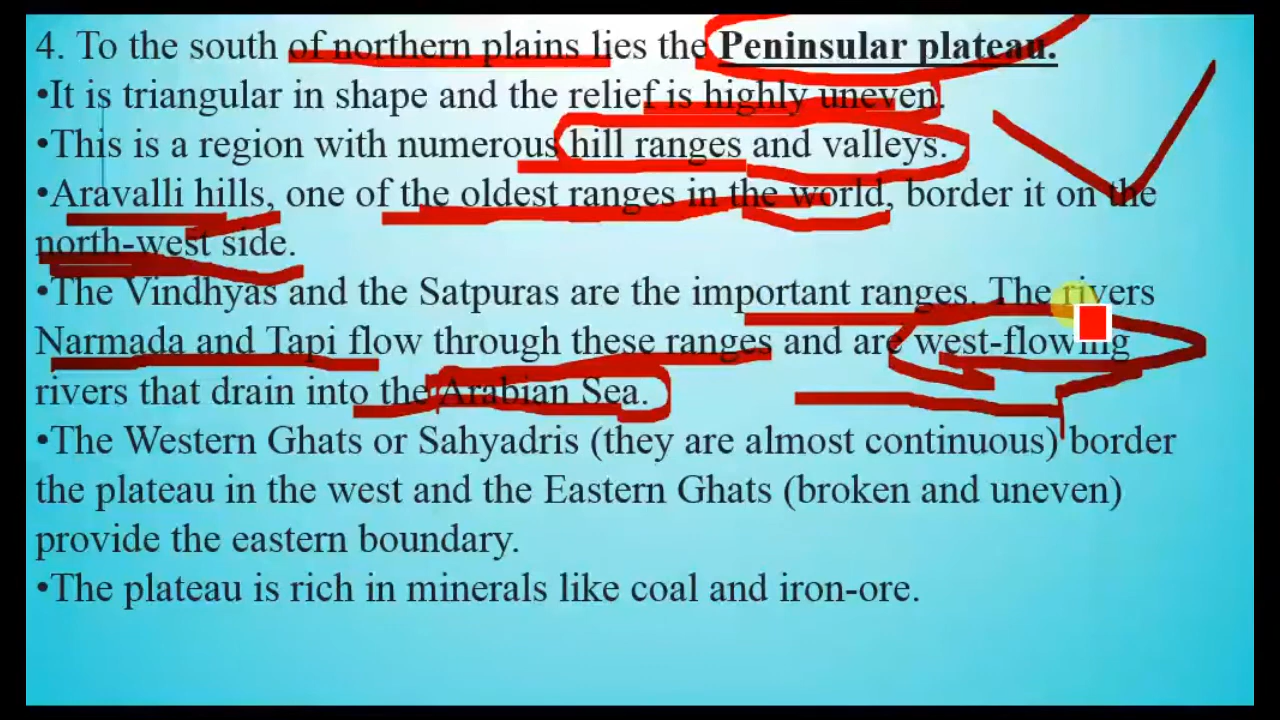 4. To the south of northern plains lies the Peninsular plateau.
•It is triangular in shape and the relief is highly uneven.
•This is a region with numerous hill ranges and valleys.
•Aravalli hills, one of the oldest ranges in the world, border it on the
north-west side.
•The Vindhyas and the Satpuras are the important ranges. The rivers
Narmada and Tapi flow through these ranges and are west-flowing
rivers that drain into the Arabian Sea.
•The Western Ghats or Sahyadris (they are almost continuous) border
the plateau in the west and the Eastern Ghats (broken and uneven)
provide the eastern boundary.
•The plateau is rich in minerals like coal and iron-ore.